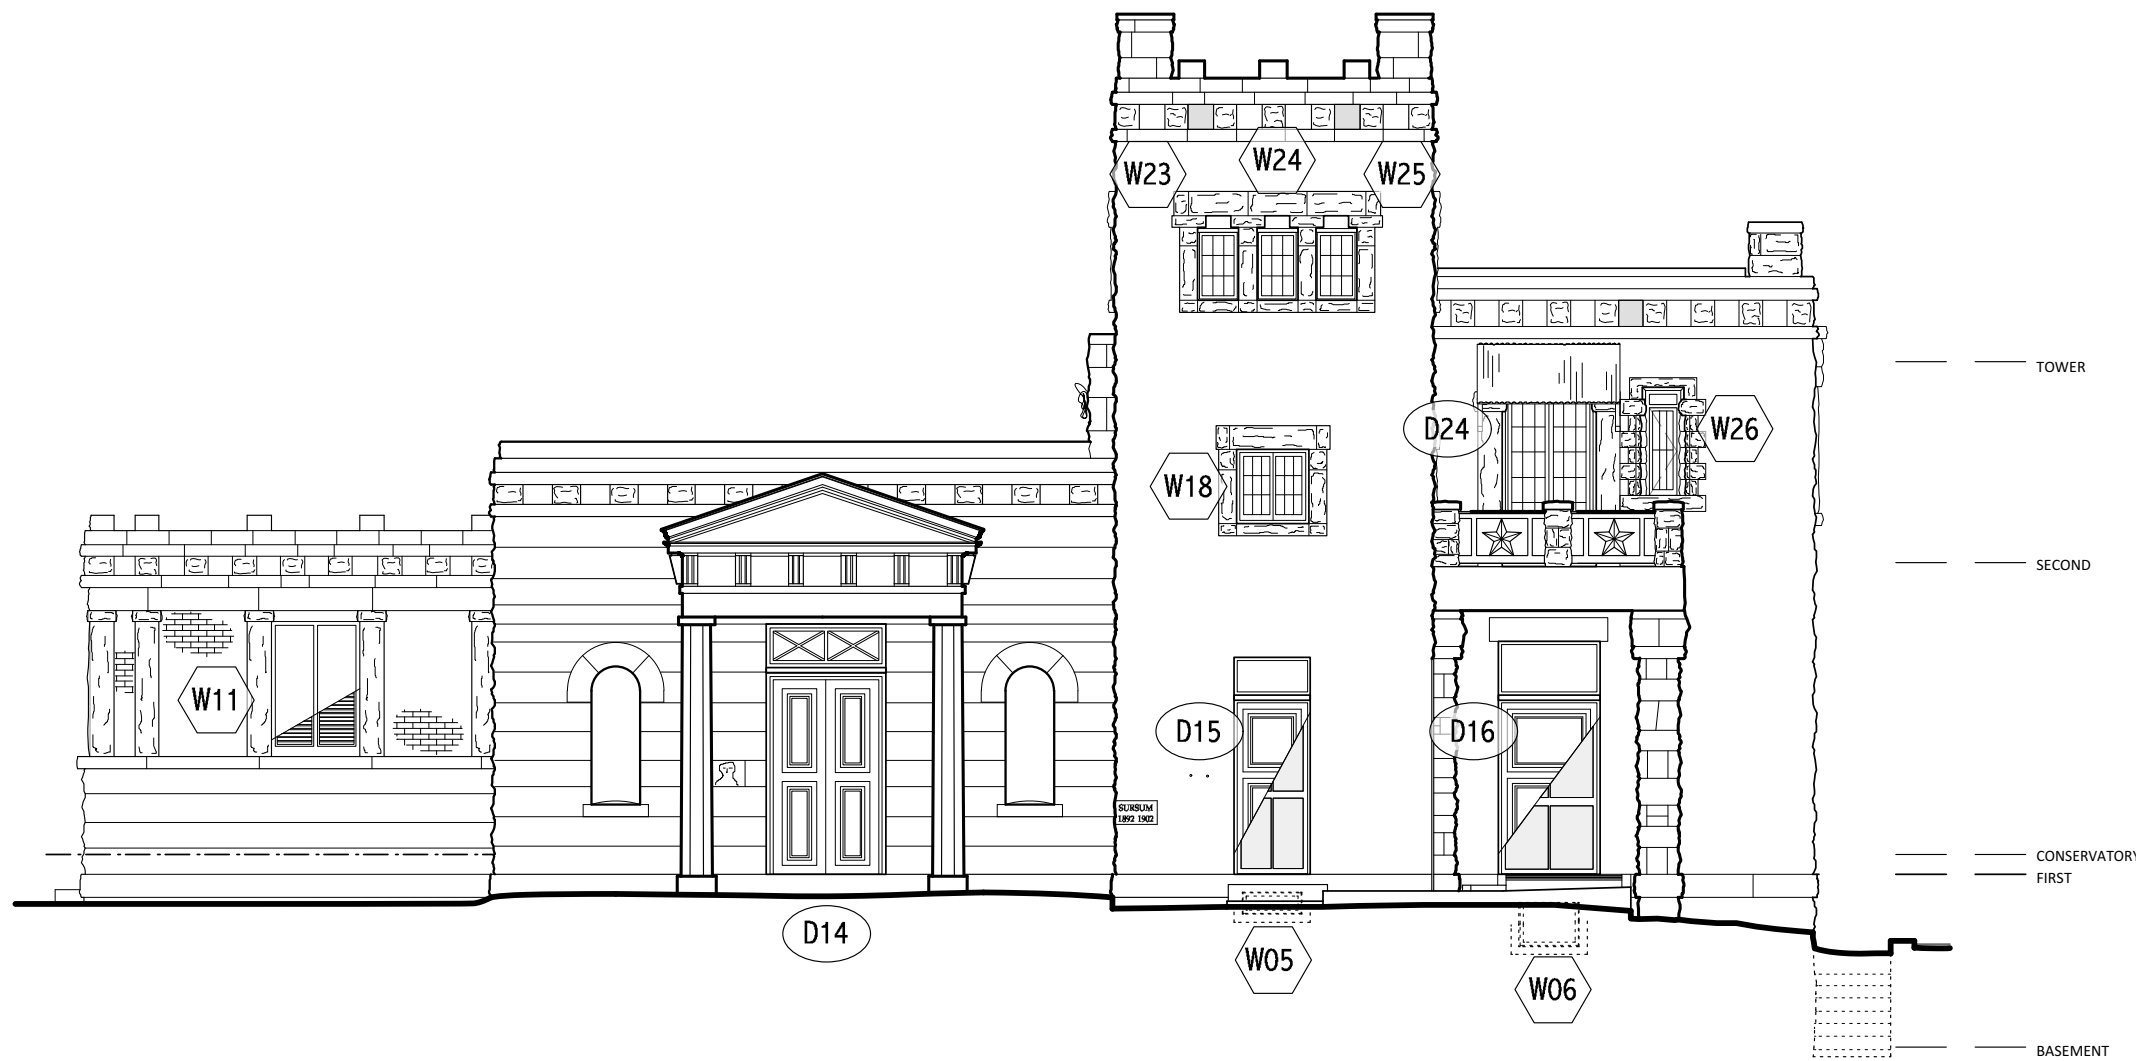 W23
W24
W25
TOWER
D24
W26
W18
SECOND
W11
D15
D16
SURSUM
1892 1902
CONSERVATORY
FIRST
D14
W05
W06
BASEMENT